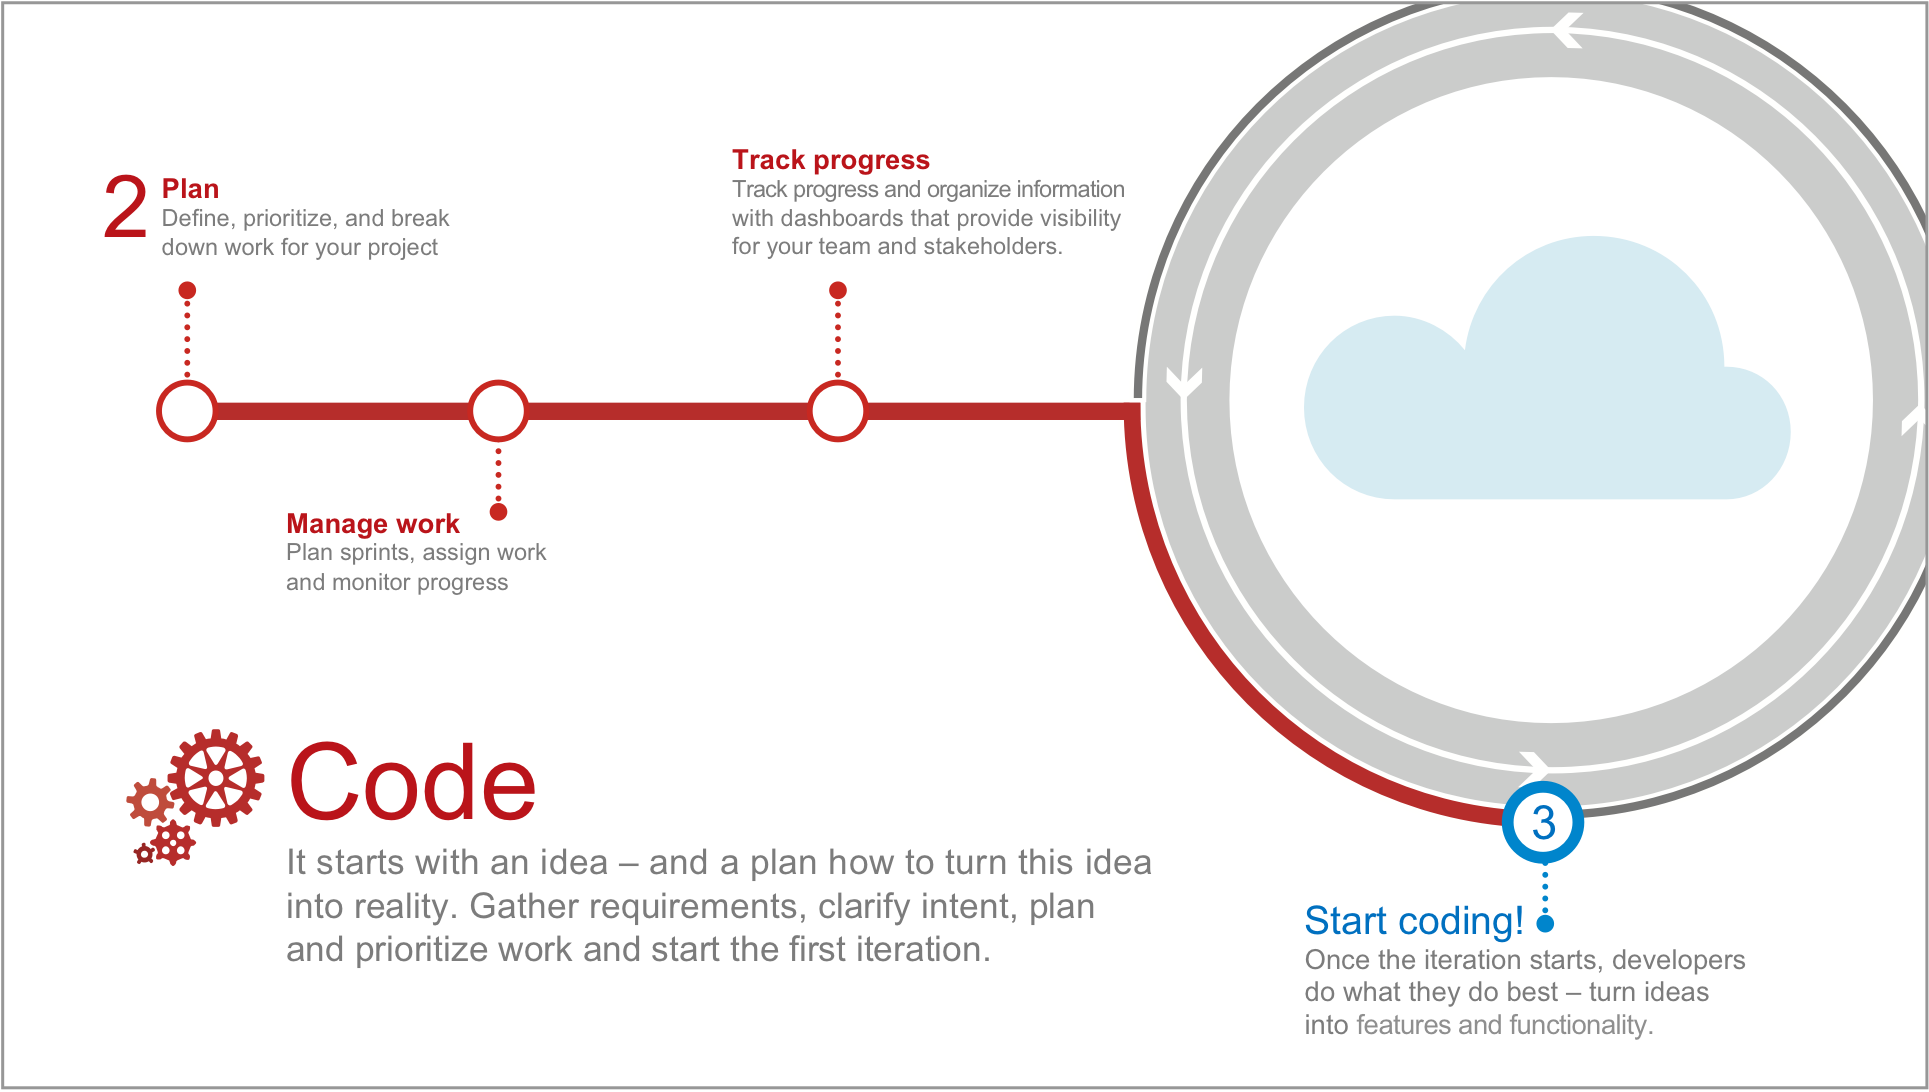 2
Plan
Define, prioritize, and break
down work for your project
Track progress
Track progress and organize information
with dashboards that provide visibility
for your team and stakeholders.
Manage work
Plan sprints, assign work
and monitor progress
Code
It starts with an idea – and a plan how to turn this idea
into reality. Gather requirements, clarify intent, plan
and prioritize work and start the first iteration.
3
Start coding!
Once the iteration starts, developers
do what they do best – turn ideas
into features and functionality.